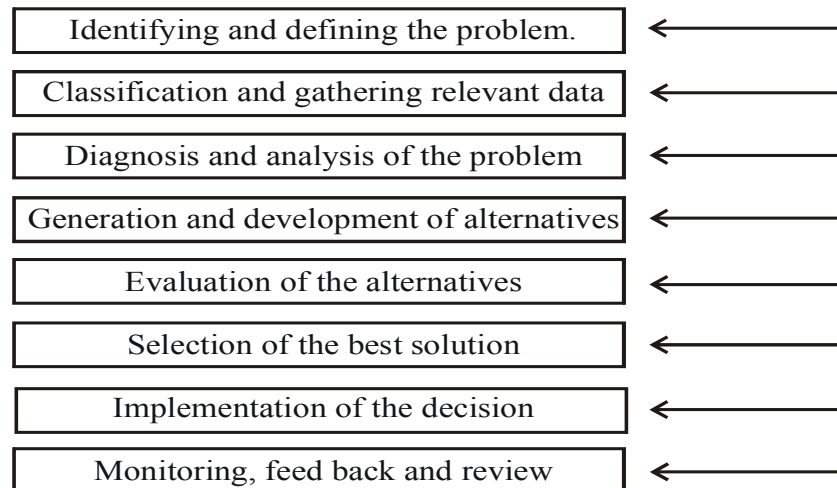 Identifying and defining the problem.
Classification and gathering relevant data
Diagnosis and analysis of the problem
Generation and development of alternatives
Evaluation of the alternatives
Selection of the best solution
Implementation of the decision
Monitoring, feed back and review